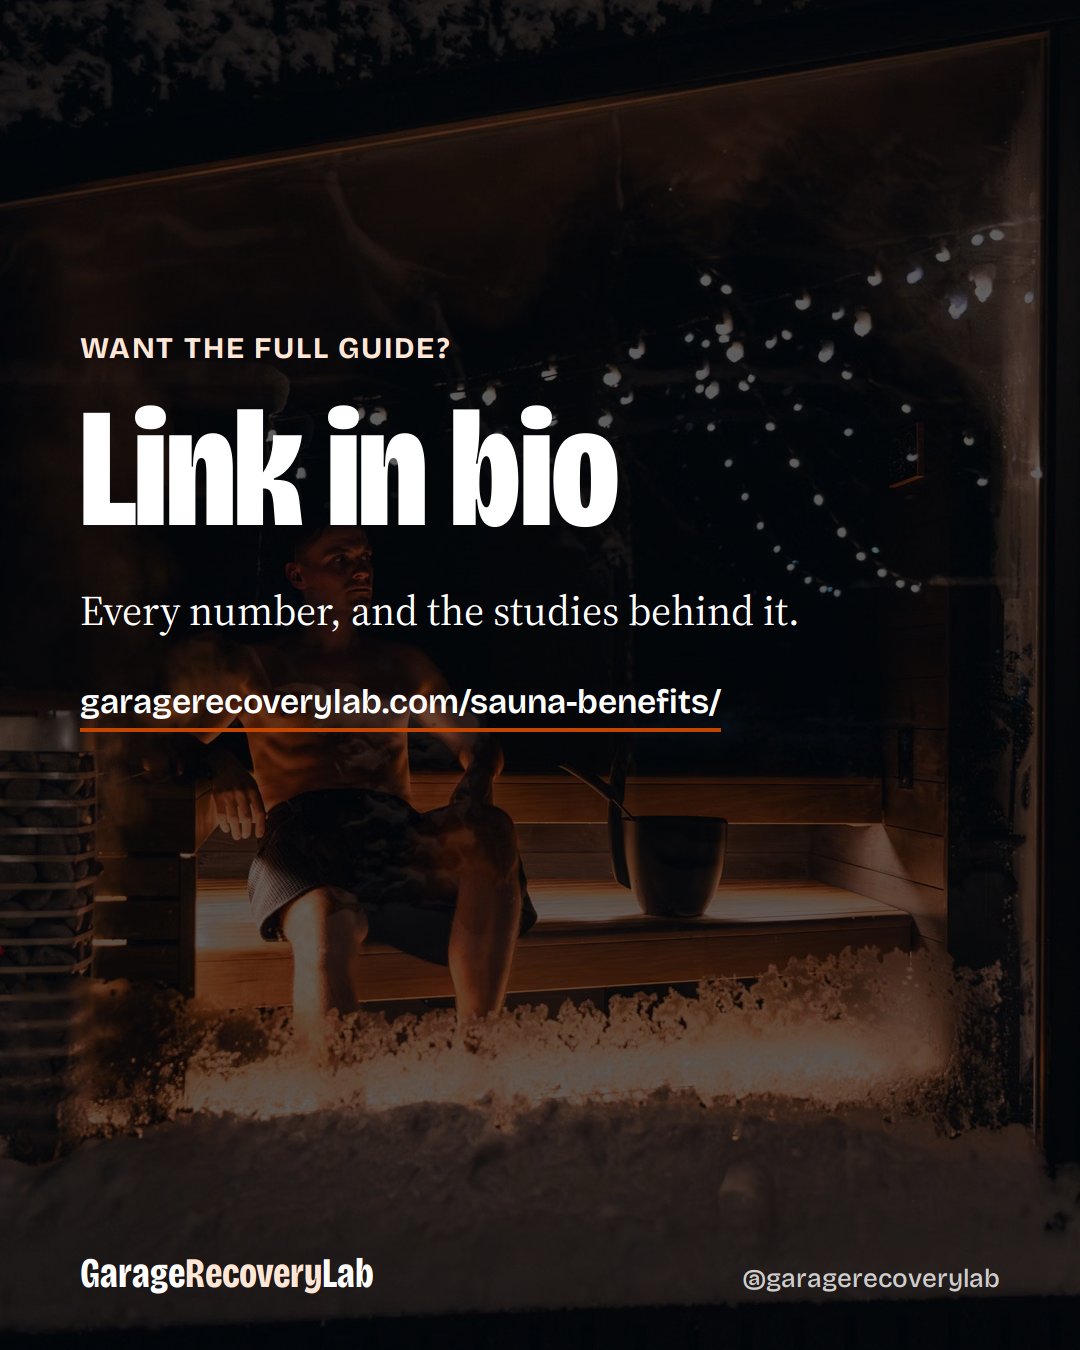 WANT THE FULL GUIDE?
Link in bio
Every number, and the studies behind it.
garagerecoverylab.com/sauna-benefits/
GarageRecoveryLab
@garagerecoverylab